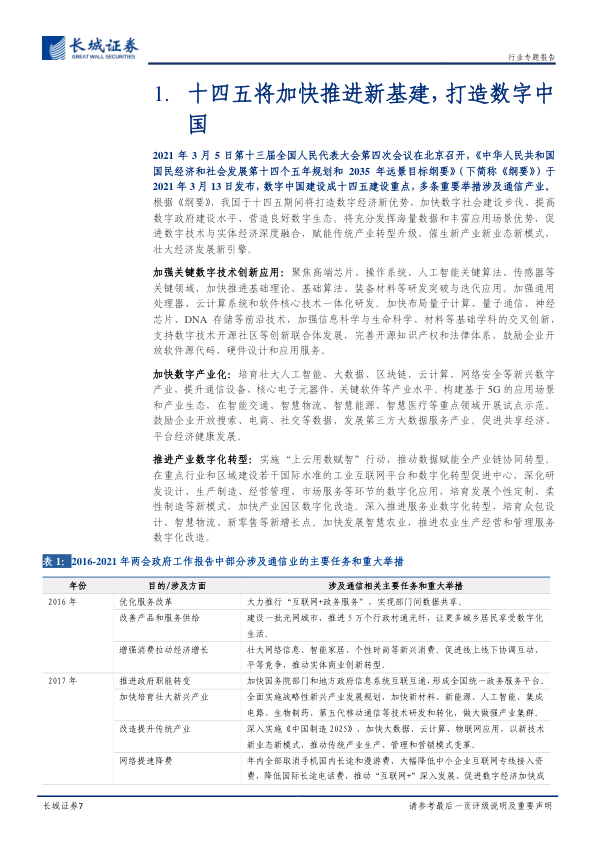 长城证券
GREAT WALL SECURITIES
行业专题报告
1. 十四五将加快推进新基建，打造数字中
国
2021 年 3 月 5 日第十三届全国人民代表大会第四次会议在北京召开，《中华人民共和国
国民经济和社会发展第十四个五年规划和 2035 年远景目标纲要》（下简称《纲要》）于
2021 年 3 月 13 日发布，数字中国建设成十四五建设重点，多条重要举措涉及通信产业。
根据《纲要》，我国于十四五期间将打造数字经济新优势、加快数字社会建设步伐、提高
数字政府建设水平、营造良好数字生态。将充分发挥海量数据和丰富应用场景优势，促
进数字技术与实体经济深度融合，赋能传统产业转型升级，催生新产业新业态新模式，
壮大经济发展新引擎。
加强关键数字技术创新应用：聚焦高端芯片、操作系统、人工智能关键算法、传感器等
关键领域，加快推进基础理论、基础算法、装备材料等研发突破与迭代应用。加强通用
处理器、云计算系统和软件核心技术一体化研发。加快布局量子计算、量子通信、神经
芯片、DNA 存储等前沿技术，加强信息科学与生命科学、材料等基础学科的交叉创新，
支持数字技术开源社区等创新联合体发展，完善开源知识产权和法律体系，鼓励企业开
放软件源代码，硬件设计和应用服务。
加快数字产业化：培育壮大人工智能、大数据、区块链、云计算、网络安全等新兴数字
产业，提升通信设备、核心电子元器件、关键软件等产业水平。构建基于 5G 的应用场景
和产业生态，在智能交通、智慧物流、智慧能源、智慧医疗等重点领域开展试点示范。
鼓励企业开放搜索、电商、社交等数据，发展第三方大数据服务产业。促进共享经济、
平台经济健康发展。
推进产业数字化转型：实施“上云用数赋智”行动，推动数据赋能全产业链协同转型。
在重点行业和区域建设若干国际水准的工业互联网平台和数字化转型促进中心，深化研
发设计、生产制造、经营管理、市场服务等环节的数字化应用，培育发展个性定制、柔
性制造等新模式，加快产业园区数字化改造。深入推进服务业数字化转型，培育众包设
计、智慧物流、新零售等新增长点。加快发展智慧农业，推进农业生产经营和管理服务
数字化改造。
表 1：2016-2021 年两会政府工作报告中部分涉及通信业的主要任务和重大举措
年份 目的/涉及方面 涉及通信相关主要任务和重大举措
2016 年 优化服务改革 大力推行“互联网+政务服务”，实现部门间数据共享。
改善产品和服务供给 建设一批光网城市，推进 5 万个行政村通光纤，让更多城乡居民享受数字化
生活。
增强消费拉动经济增长 壮大网络信息、智能家居、个性时尚等新兴消费。促进线上线下协调互动、
平等竞争，推动实体商业创新转型。
2017 年 推进政府职能转变 加快国务院部门和地方政府信息系统互联互通,形成全国统一政务服务平台。
加快培育壮大新兴产业 全面实施战略性新兴产业发展规划，加快新材料、新能源、人工智能、集成
电路、生物制药、第五代移动通信等技术研发和转化，做大做强产业集群。
改造提升传统产业 深入实施《中国制造 2025》，加快大数据、云计算、物联网应用，以新技术
新业态新模式，推动传统产业生产、管理和营销模式变革。
网络提速降费 年内全部取消手机国内长途和漫游费，大幅降低中小企业互联网专线接入资
费，降低国际长途电话费，推动“互联网+”深入发展、促进数字经济加快成
长城证券7
请参考最后一页评级说明及重要声明